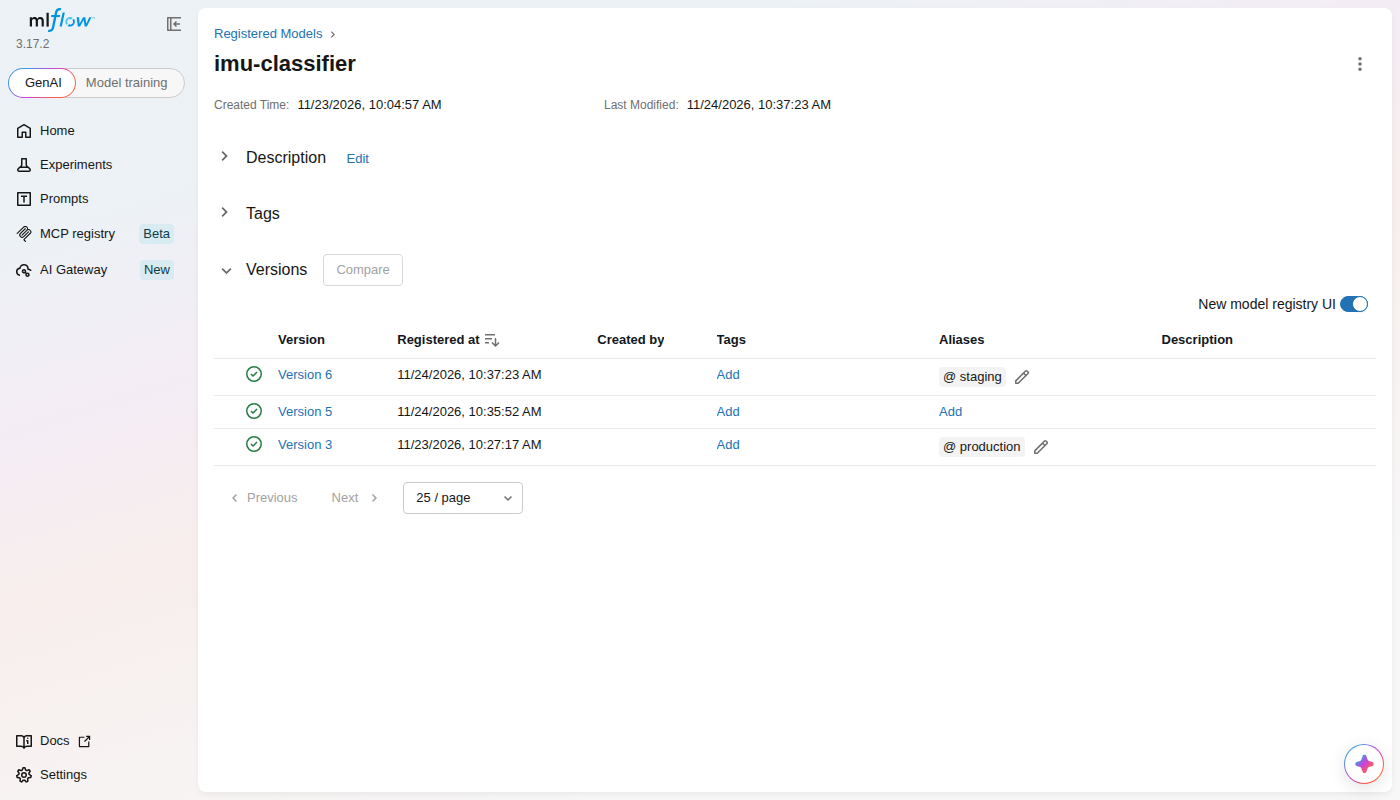 mlflow
3.17.2
GenAI Model training
Home
Experiments
Prompts
MCP registry Beta
AI Gateway New
Docs
Settings
Registered Models
imu-classifier
Created Time: 11/23/2026, 10:04:57 AM Last Modified: 11/24/2026, 10:37:23 AM
Description Edit
Tags
Versions Compare
New model registry UI
Version Registered at Created by Tags Aliases Description
Version 6 11/24/2026, 10:37:23 AM Add @ staging
Version 5 11/24/2026, 10:35:52 AM Add Add
Version 3 11/23/2026, 10:27:17 AM Add @ production
Previous Next 25 / page